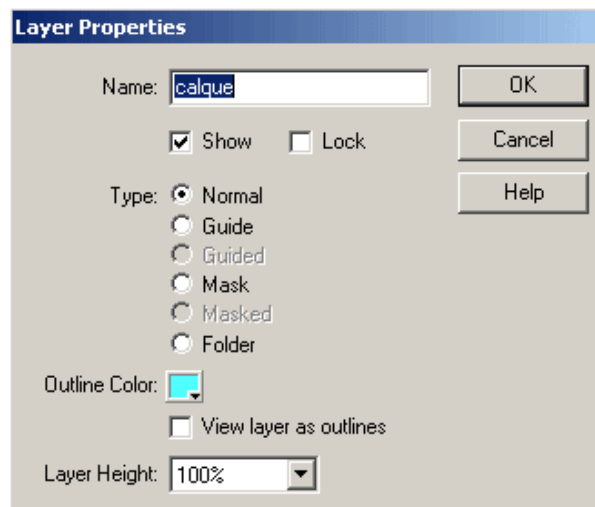 Layer Properties
Name: calque OK
Show Lock Cancel
Type: Normal Help
Guide
Guided
Mask
Masked
Folder
Outline Color:
View layer as outlines
Layer Height: 100%